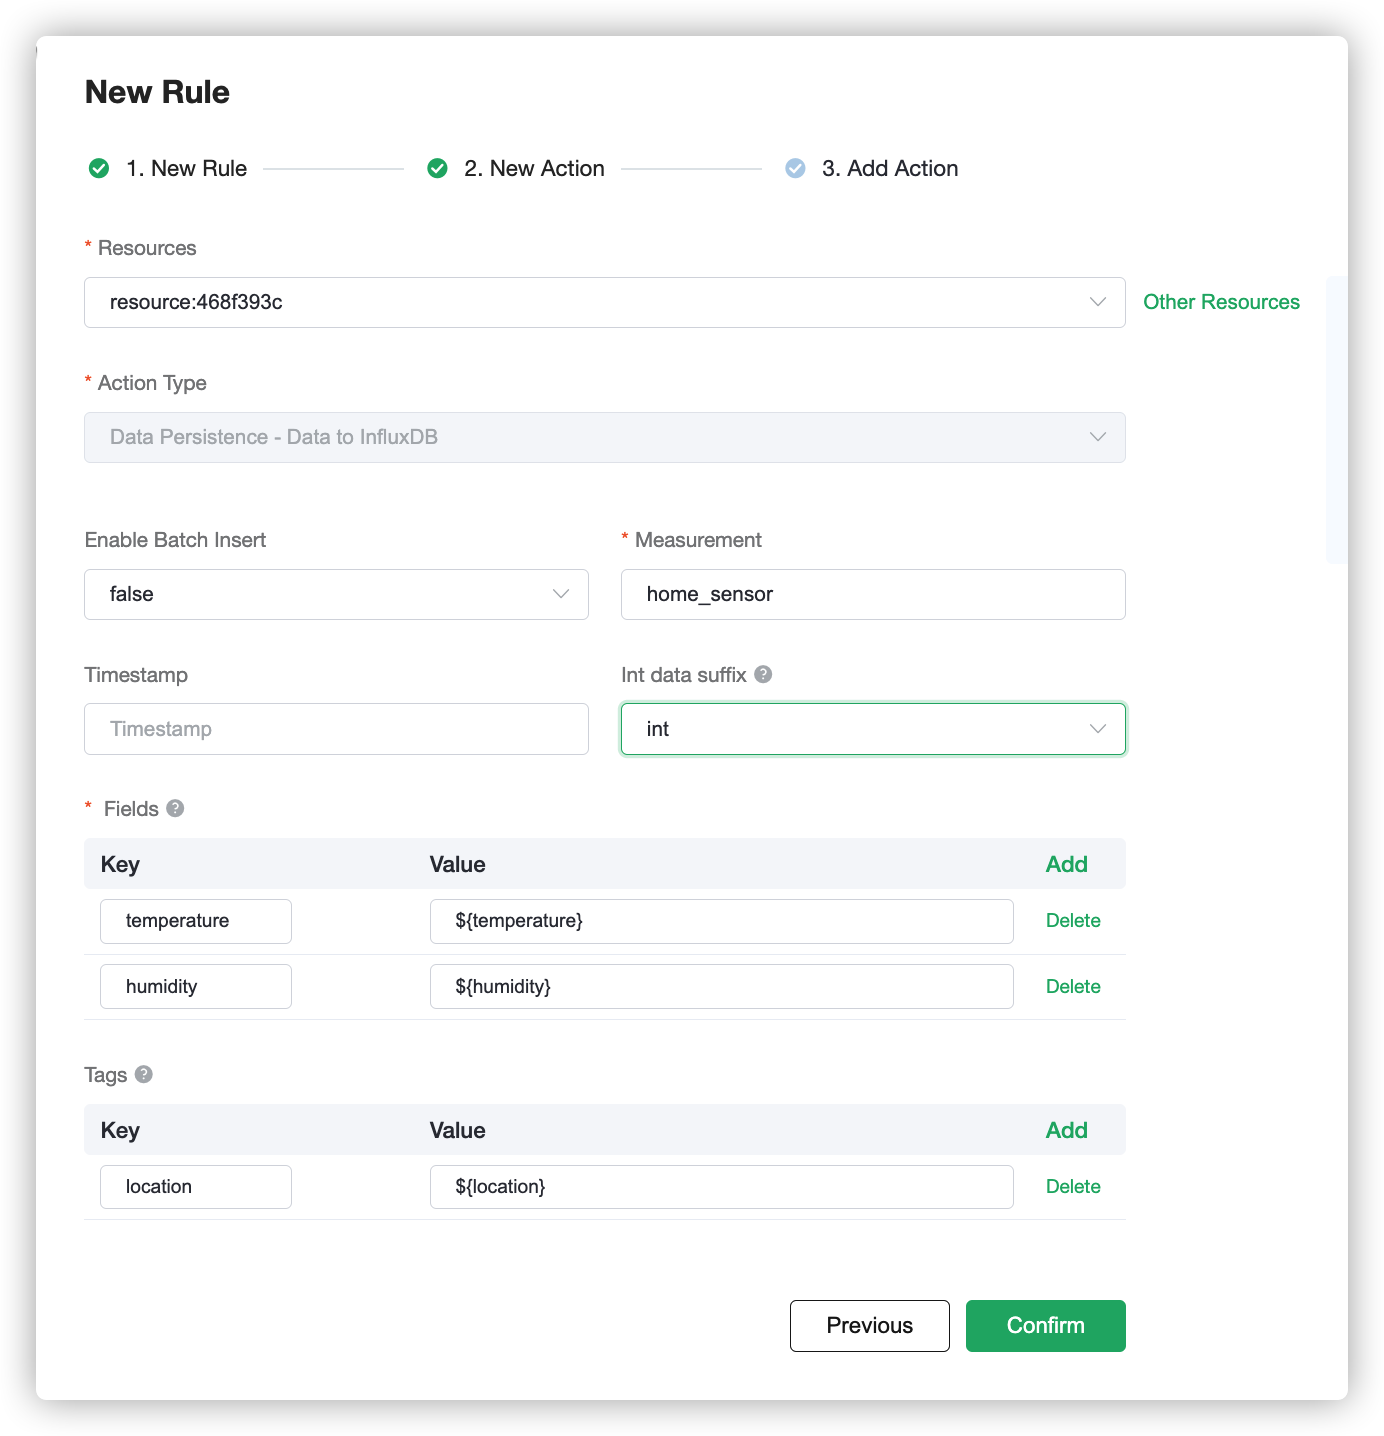 New Rule
1. New Rule 2. New Action 3. Add Action
* Resources
resource:468f393c Other Resources
* Action Type
Data Persistence - Data to InfluxDB
Enable Batch Insert * Measurement
false home_sensor
Timestamp Int data suffix ?
Timestamp int
* Fields ?
Key Value Add
temperature ${temperature} Delete
humidity ${humidity} Delete
Tags ?
Key Value Add
location ${location} Delete
Previous Confirm